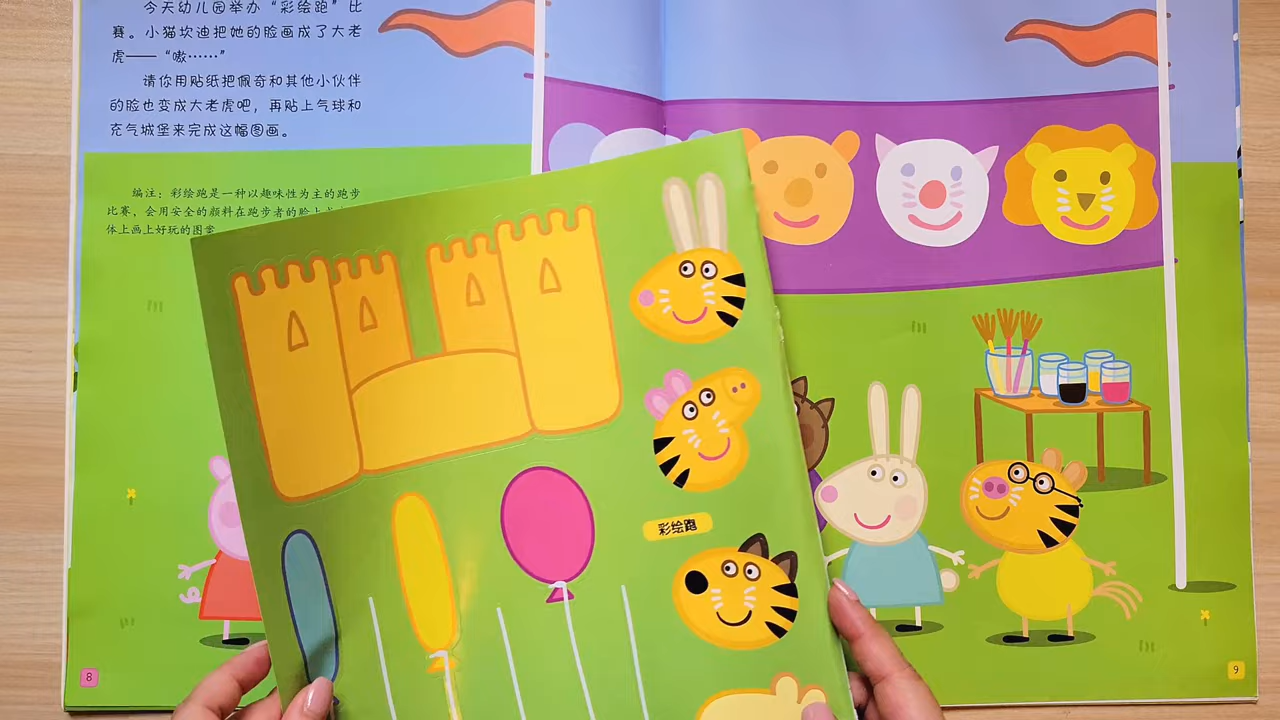 今天幼儿园举办“彩绘跑”比
赛。小猫坎迪把她的脸画成了大老
虎——“嗷……”
请你用贴纸把佩奇和其他小伙伴
的脸也变成大老虎吧，再贴上气球和
充气城堡来完成这幅图画。
编注：彩绘跑是一种以趣味性为主的跑步
比赛，会用安全的颜料在跑步者的脸上
体上画上好玩的图案
彩绘跑
8
9